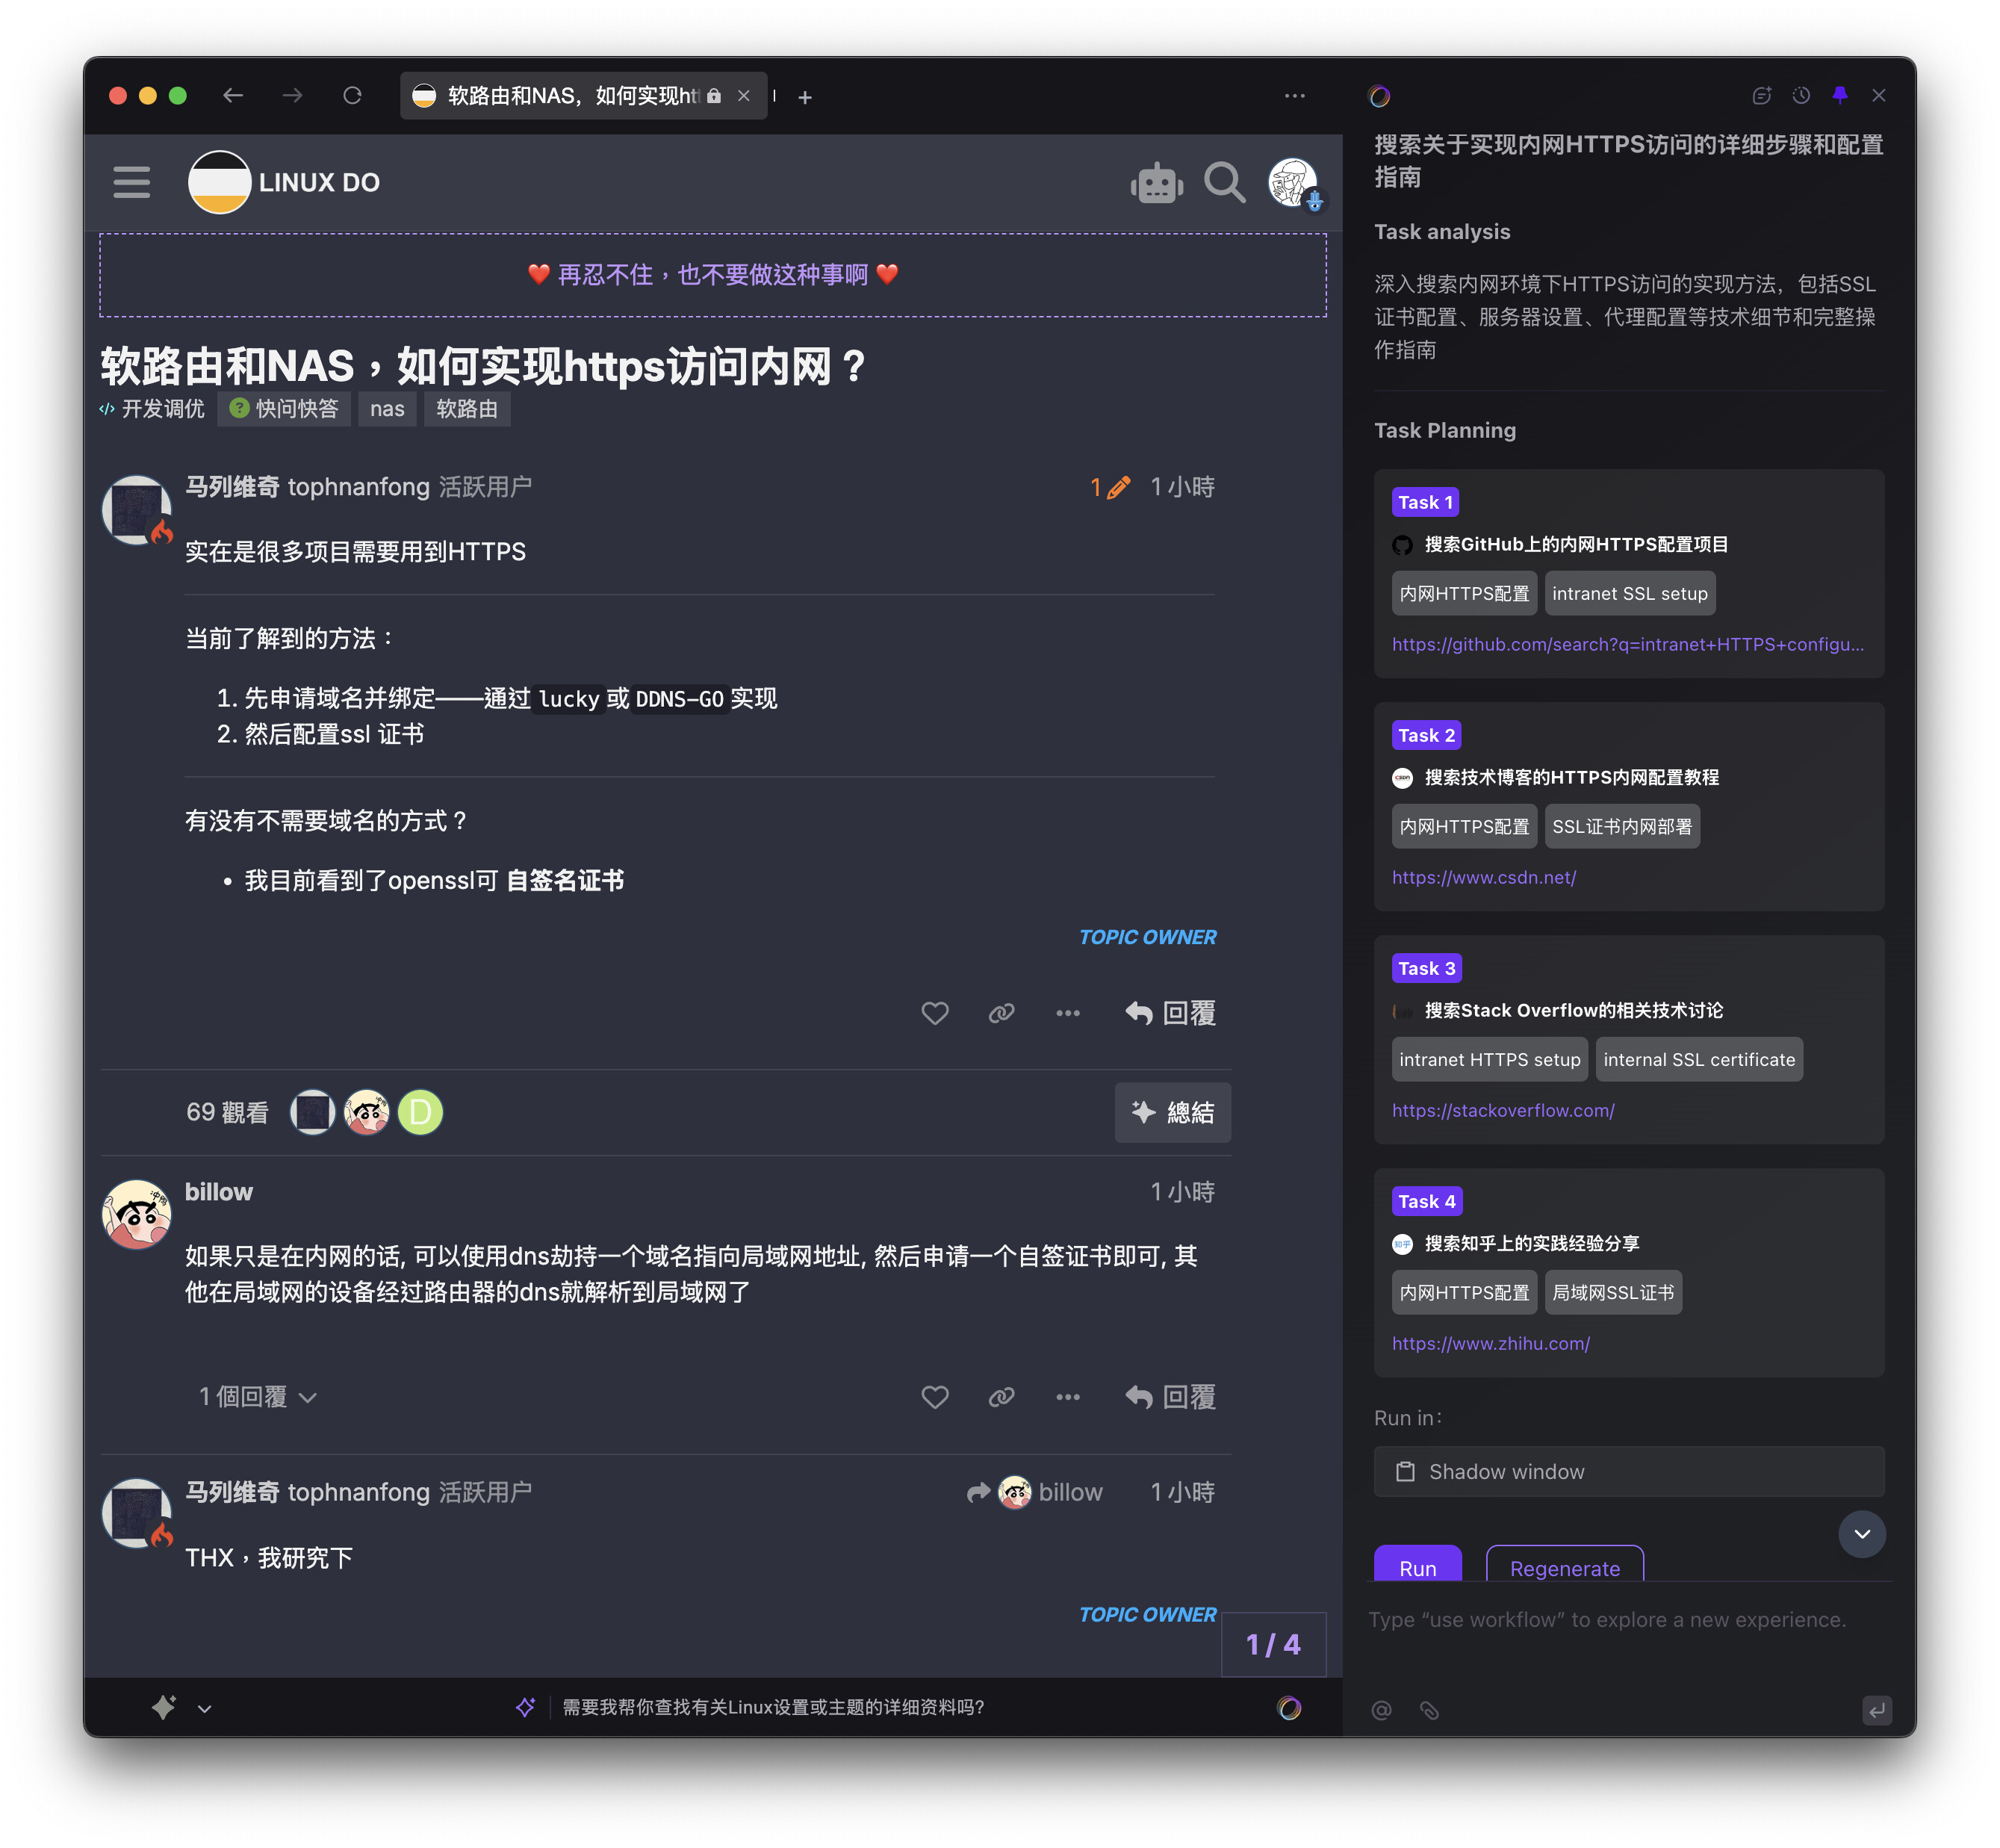 软路由和NAS，如何实现htt
LINUX DO
再忍不住，也不要做这种事啊
软路由和NAS，如何实现https访问内网？
开发调优 快问快答 nas 软路由
马列维奇 tophnanfong 活跃用户 1 1 小時
实在是很多项目需要用到HTTPS
当前了解到的方法：
1. 先申请域名并绑定——通过 lucky 或 DDNS-GO 实现
2. 然后配置ssl 证书
有没有不需要域名的方式？
• 我目前看到了openssl可 自签名证书
TOPIC OWNER
回覆
69 觀看 D 總結
billow 1 小時
如果只是在内网的话, 可以使用dns劫持一个域名指向局域网地址, 然后申请一个自签证书即可, 其
他在局域网的设备经过路由器的dns就解析到局域网了
1 個回覆 回覆
马列维奇 tophnanfong 活跃用户 billow 1 小時
THX，我研究下
TOPIC OWNER
1 / 4
需要我帮你查找有关Linux设置或主题的详细资料吗?
搜索关于实现内网HTTPS访问的详细步骤和配置
指南
Task analysis
深入搜索内网环境下HTTPS访问的实现方法，包括SSL
证书配置、服务器设置、代理配置等技术细节和完整操
作指南
Task Planning
Task 1
搜索GitHub上的内网HTTPS配置项目
内网HTTPS配置 intranet SSL setup
https://github.com/search?q=intranet+HTTPS+configu...
Task 2
CSDN 搜索技术博客的HTTPS内网配置教程
内网HTTPS配置 SSL证书内网部署
https://www.csdn.net/
Task 3
搜索Stack Overflow的相关技术讨论
intranet HTTPS setup internal SSL certificate
https://stackoverflow.com/
Task 4
知乎 搜索知乎上的实践经验分享
内网HTTPS配置 局域网SSL证书
https://www.zhihu.com/
Run in:
Shadow window
Run Regenerate
Type “use workflow” to explore a new experience.